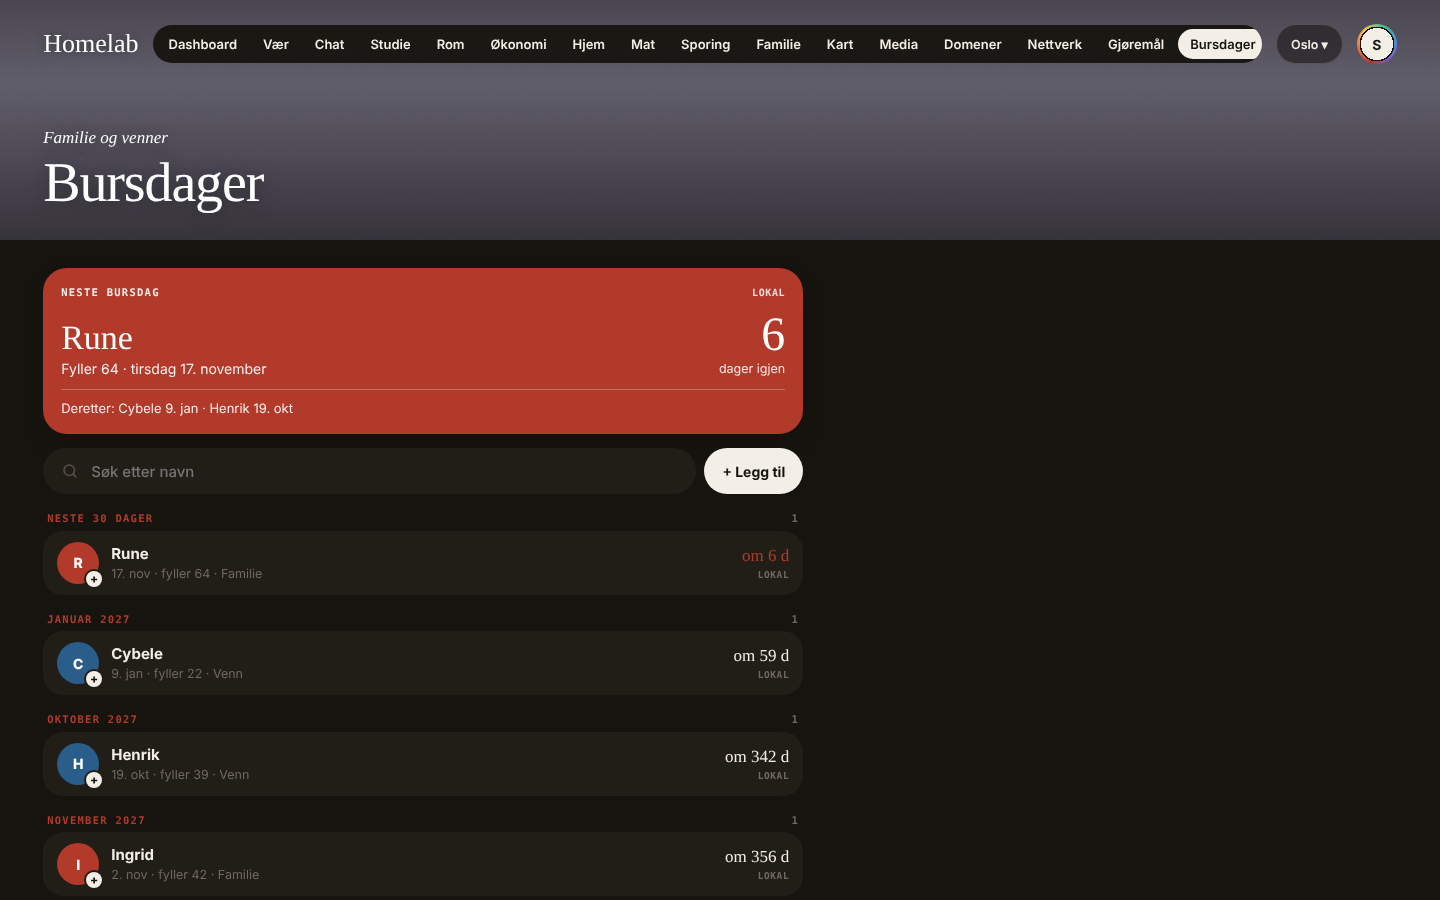 Homelab
Dashboard Vær Chat Studie Rom Økonomi Hjem Mat Sporing Familie Kart Media Domener Nettverk Gjøremål Bursdager
Oslo ▾
S
Familie og venner
Bursdager
NESTE BURSDAG
LOKAL
Rune
6
Fyller 64 · tirsdag 17. november
dager igjen
Deretter: Cybele 9. jan · Henrik 19. okt
Søk etter navn
+ Legg til
NESTE 30 DAGER
1
R
+
Rune
17. nov · fyller 64 · Familie
om 6 d
LOKAL
JANUAR 2027
1
C
+
Cybele
9. jan · fyller 22 · Venn
om 59 d
LOKAL
OKTOBER 2027
1
H
+
Henrik
19. okt · fyller 39 · Venn
om 342 d
LOKAL
NOVEMBER 2027
1
I
+
Ingrid
2. nov · fyller 42 · Familie
om 356 d
LOKAL